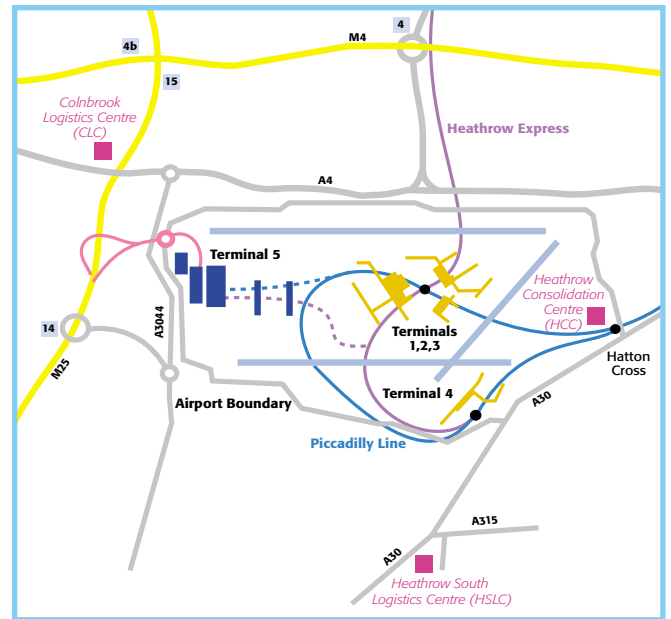 4
M4
4b
15
Colnbrook
Logistics Centre
(CLC)
Heathrow Express
A4
Terminal 5
Heathrow
Consolidation
Centre
(HCC)
14
A3044
Terminals
1,2,3
Hatton
Cross
M25
Terminal 4
A30
Airport Boundary
Piccadilly Line
A315
A30
Heathrow South
Logistics Centre (HSLC)